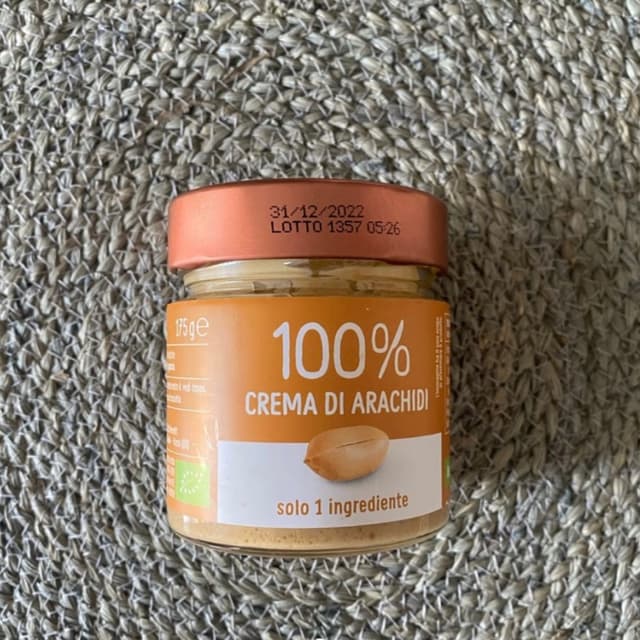 31/12/2022
LOTTO 1357 05:26
175g e
100%
CREMA DI ARACHIDI
solo 1 ingrediente